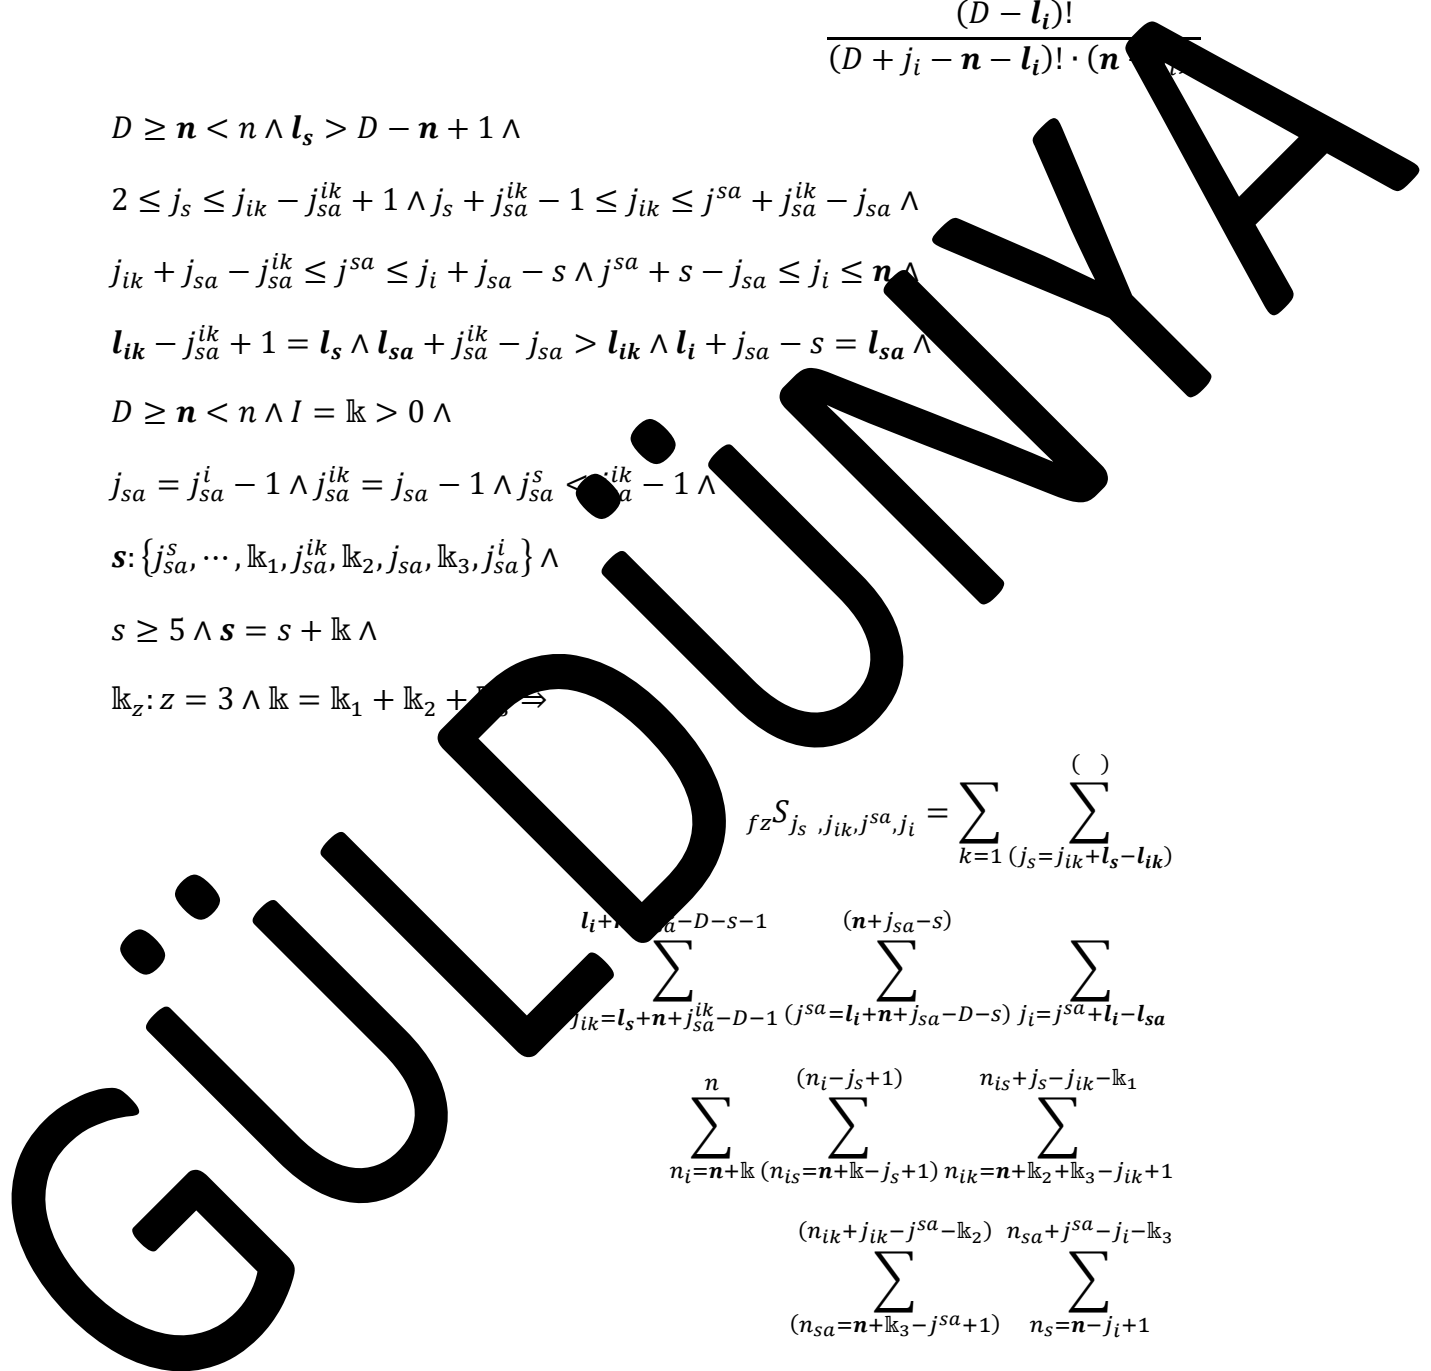 (D − l_i)!
(D + j_i − n − l_i)! · (n
D ≥ n < n ∧ l_s > D − n + 1 ∧
2 ≤ j_s ≤ j_ik − j_sa^ik + 1 ∧ j_s + j_sa^ik − 1 ≤ j_ik ≤ j^sa + j_sa^ik − j_sa ∧
j_ik + j_sa − j_sa^ik ≤ j^sa ≤ j_i + j_sa − s ∧ j^sa + s − j_sa ≤ j_i ≤ n ∧
l_ik − j_sa^ik + 1 = l_s ∧ l_sa + j_sa^ik − j_sa > l_ik ∧ l_i + j_sa − s = l_sa ∧
D ≥ n < n ∧ I = 𝕜 > 0 ∧
j_sa = j_sa^i − 1 ∧ j_sa^ik = j_sa − 1 ∧ j_sa^s < j_sa^ik − 1 ∧
s: {j_sa^s, ⋯ , 𝕜_1, j_sa^ik, 𝕜_2, j_sa, 𝕜_3, j_sa^i} ∧
s ≥ 5 ∧ s = s + 𝕜 ∧
𝕜_z: z = 3 ∧ 𝕜 = 𝕜_1 + 𝕜_2 + ⇒
( )
fzS_{j_s ,j_ik,j^sa,j_i} = ∑ ∑
k=1 (j_s=j_ik+l_s−l_ik)
l_i+ −D−s−1 (n+j_sa−s)
∑ ∑ ∑
j_ik=l_s+n+j_sa^ik−D−1 (j^sa=l_i+n+j_sa−D−s) j_i=j^sa+l_i−l_sa
n (n_i−j_s+1) n_is+j_s−j_ik−𝕜_1
∑ ∑ ∑
n_i=n+𝕜 (n_is=n+𝕜−j_s+1) n_ik=n+𝕜_2+𝕜_3−j_ik+1
(n_ik+j_ik−j^sa−𝕜_2) n_sa+j^sa−j_i−𝕜_3
∑ ∑
(n_sa=n+𝕜_3−j^sa+1) n_s=n−j_i+1
GÜLDÜNYA